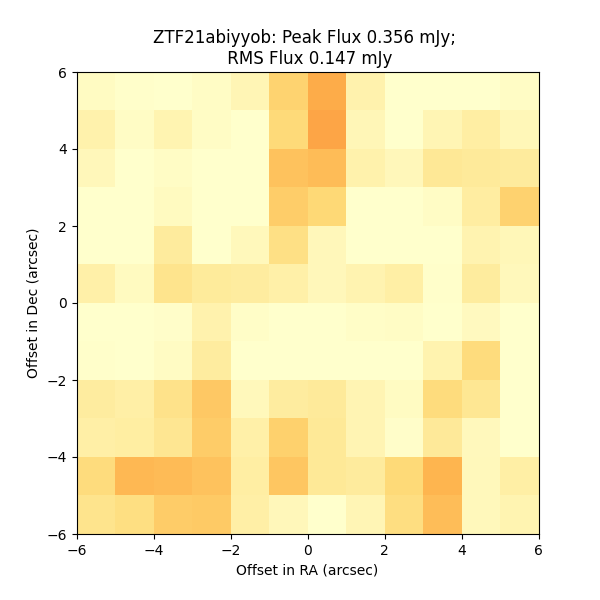 ZTF21abiyyob: Peak Flux 0.356 mJy;
RMS Flux 0.147 mJy
6
4
2
0
−2
−4
−6
Offset in Dec (arcsec)
−6 −4 −2 0 2 4 6
Offset in RA (arcsec)